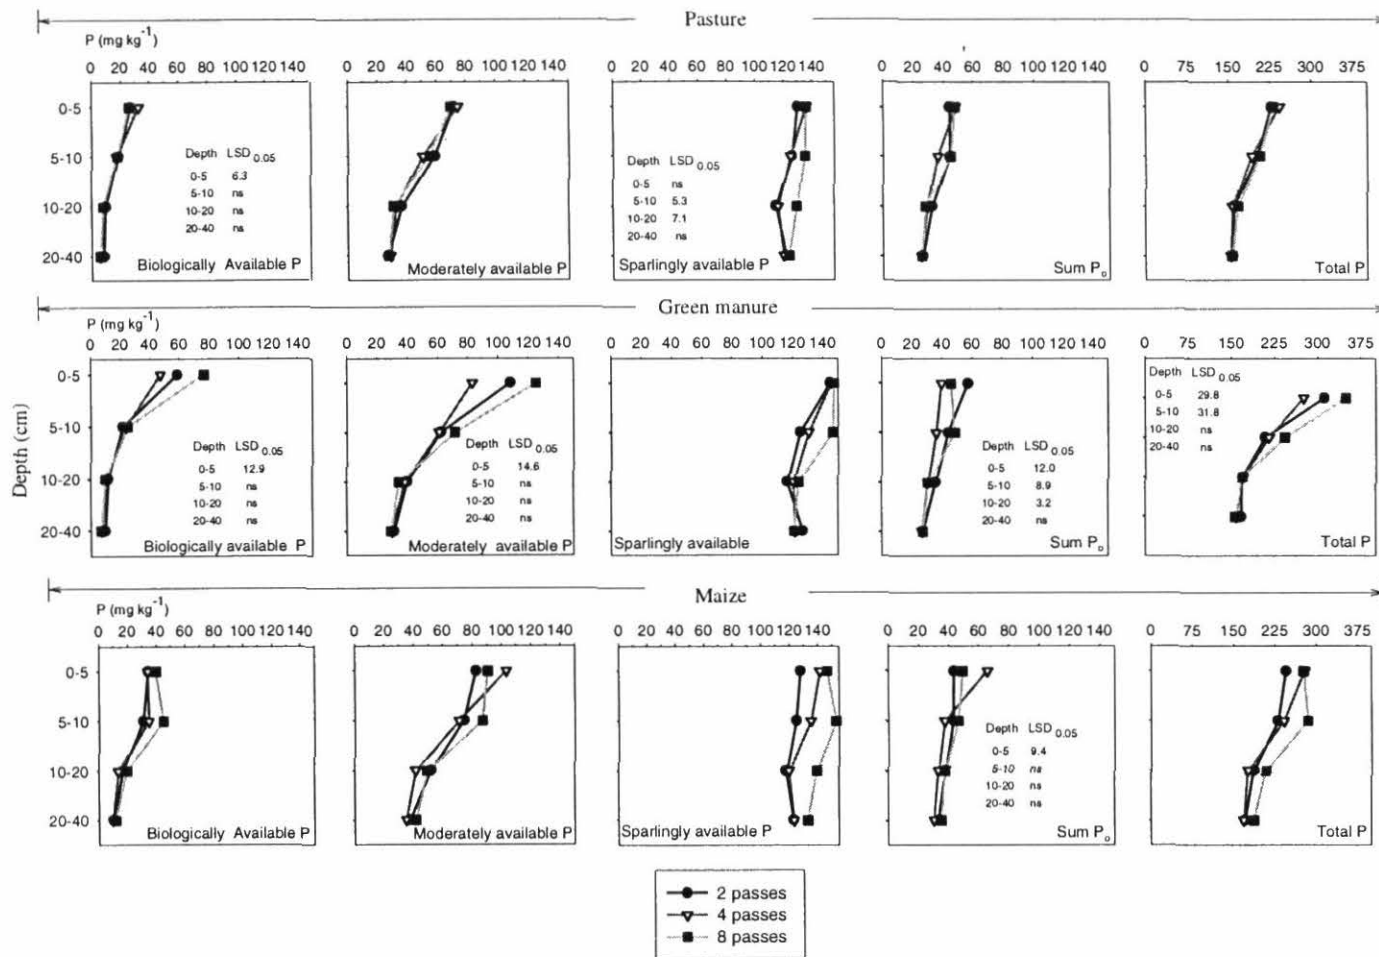 Pasture
P (mg kg-1)
0 20 40 60 80 100 120 140
0 20 40 60 80 100 120 140
0 20 40 60 80 100 120 140
0 20 40 60 80 100 120 140
0 75 150 225 300 375
0-5
5-10
10-20
20-40
Depth LSD 0.05
0-5 6.3
5-10 ns
10-20 ns
20-40 ns
Biologically Available P
Moderately available P
Depth LSD 0.05
0-5 ns
5-10 5.3
10-20 7.1
20-40 ns
Sparlingly available P
Sum Po
Total P
Green manure
P (mg kg-1)
0 20 40 60 80 100 120 140
0 20 40 60 80 100 120 140
0 20 40 60 80 100 120 140
0 20 40 60 80 100 120 140
0 75 150 225 300 375
Depth (cm)
0-5
5-10
10-20
20-40
Depth LSD 0.05
0-5 12.9
5-10 ns
10-20 ns
20-40 ns
Biologically available P
Depth LSD 0.05
0-5 14.6
5-10 ns
10-20 ns
20-40 ns
Moderately available P
Sparlingly available
Depth LSD 0.05
0-5 12.0
5-10 8.9
10-20 3.2
20-40 ns
Sum Po
Depth LSD 0.05
0-5 29.8
5-10 31.8
10-20 ns
20-40 ns
Total P
Maize
P (mg kg-1)
0 20 40 60 80 100 120 140
0 20 40 60 80 100 120 140
0 20 40 60 80 100 120 140
0 20 40 60 80 100 120 140
0 75 150 225 300 375
0-5
5-10
10-20
20-40
Biologically Available P
Moderately available P
Sparlingly available P
Depth LSD 0.05
0-5 9.4
5-10 ns
10-20 ns
20-40 ns
Sum Po
Total P
2 passes
4 passes
8 passes